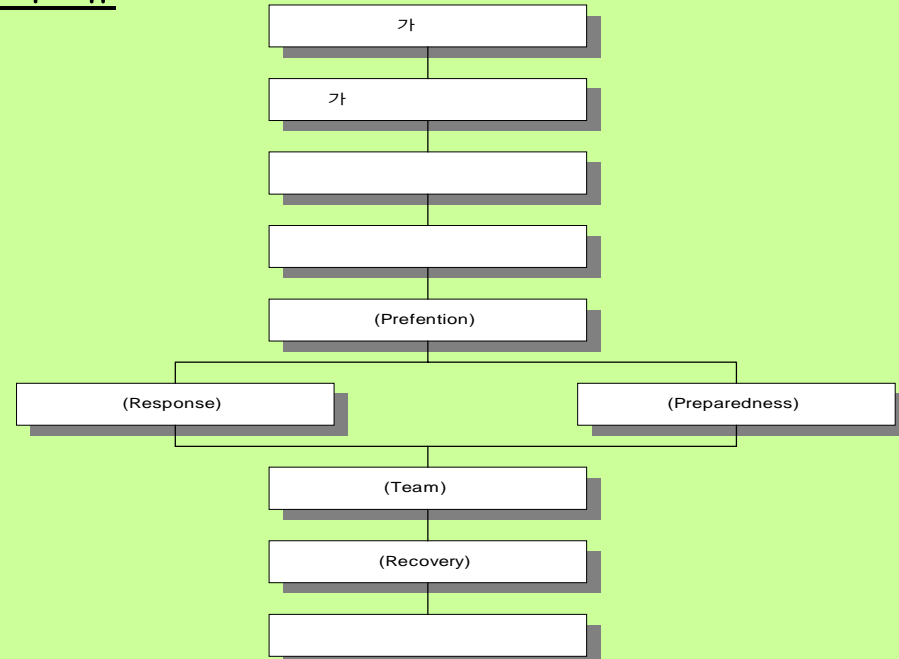 가
가
(Prefention)
(Response)
(Preparedness)
(Team)
(Recovery)